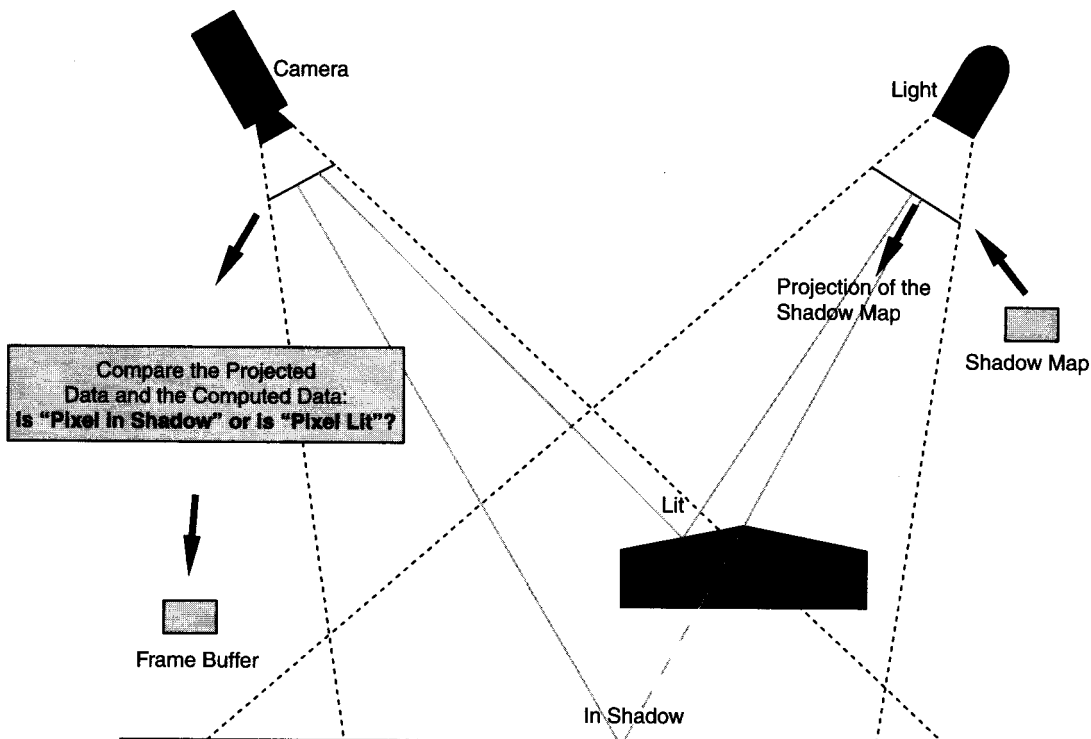 Camera
Light
Projection of the
Shadow Map
Shadow Map
Compare the Projected
Data and the Computed Data:
Is “Pixel in Shadow” or is “Pixel Lit”?
Lit
Frame Buffer
In Shadow